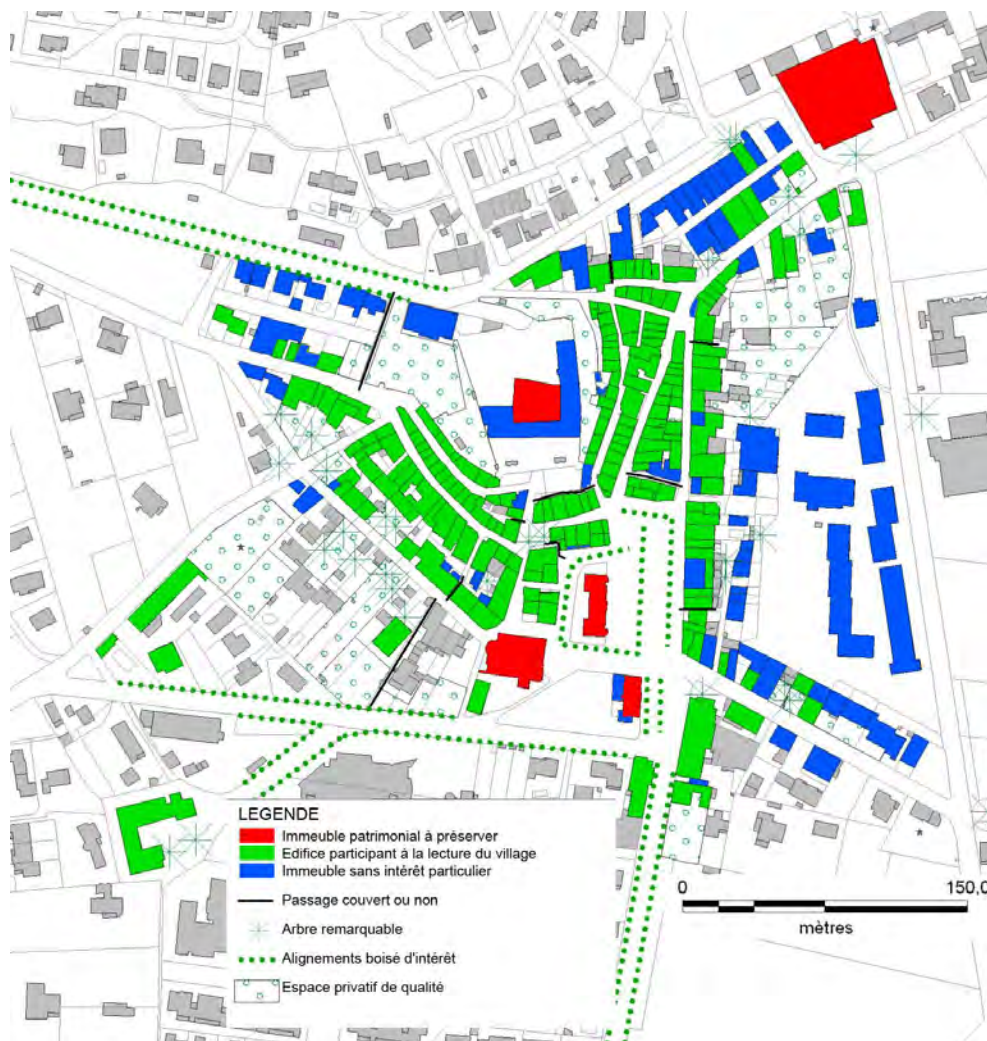 LEGENDE
Immeuble patrimonial à préserver
Edifice participant à la lecture du village
Immeuble sans intérêt particulier
Passage couvert ou non
Arbre remarquable
Alignements boisé d'intérêt
Espace privatif de qualité
0 150,0
mètres